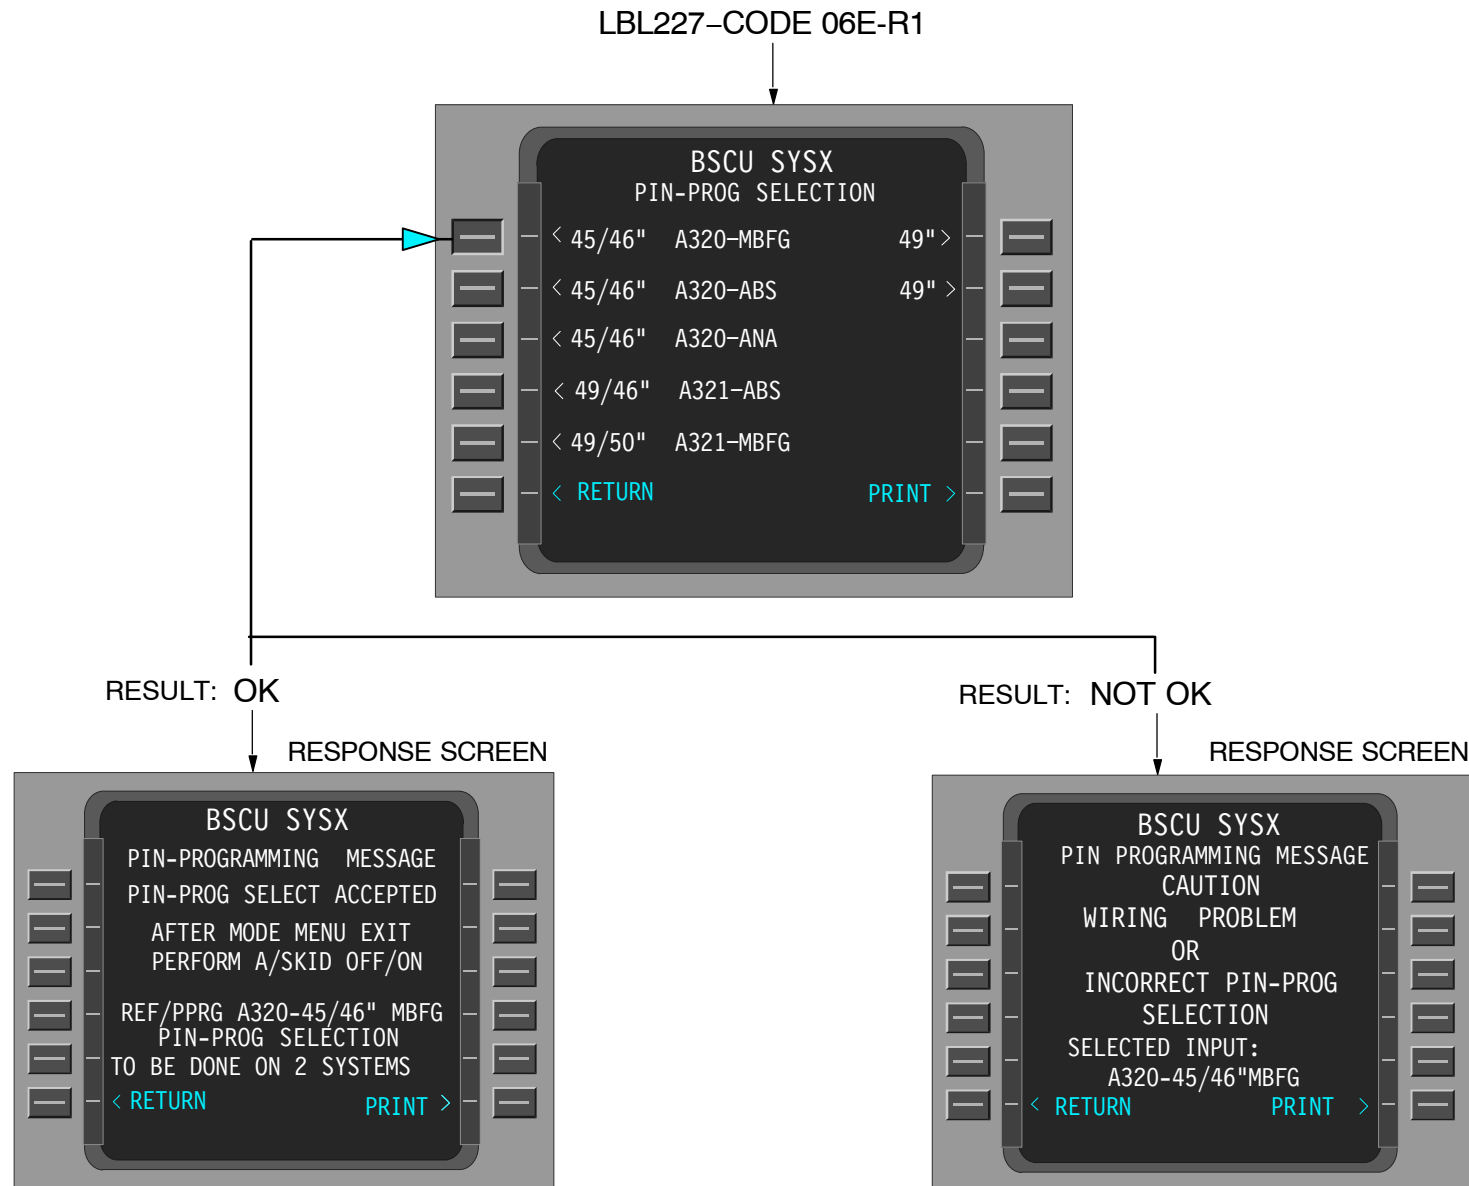 LBL227-CODE 06E-R1
BSCU SYSX
PIN-PROG SELECTION
< 45/46" A320-MBFG 49" >
< 45/46" A320-ABS 49" >
< 45/46" A320-ANA
< 49/46" A321-ABS
< 49/50" A321-MBFG
< RETURN PRINT >
RESULT: OK
RESULT: NOT OK
RESPONSE SCREEN
BSCU SYSX
PIN-PROGRAMMING MESSAGE
PIN-PROG SELECT ACCEPTED
AFTER MODE MENU EXIT
PERFORM A/SKID OFF/ON
REF/PPRG A320-45/46" MBFG
PIN-PROG SELECTION
TO BE DONE ON 2 SYSTEMS
< RETURN PRINT >
RESPONSE SCREEN
BSCU SYSX
PIN PROGRAMMING MESSAGE
CAUTION
WIRING PROBLEM
OR
INCORRECT PIN-PROG
SELECTION
SELECTED INPUT:
A320-45/46"MBFG
< RETURN PRINT >